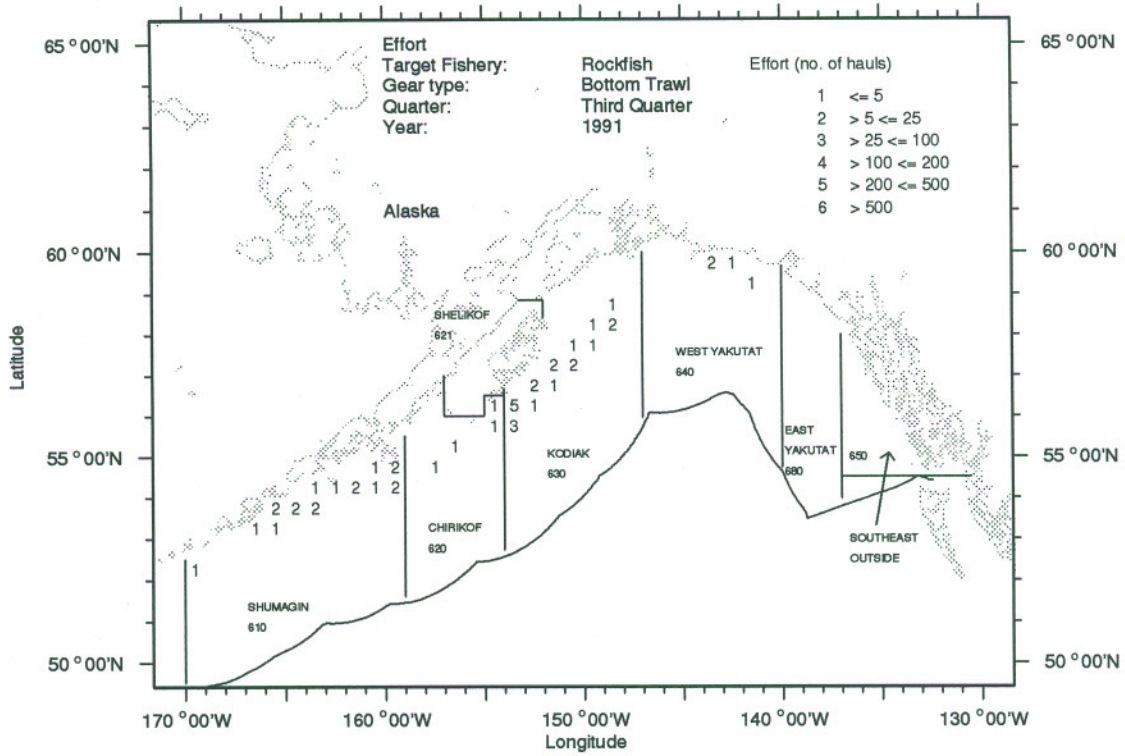 65°00'N
Effort
Target Fishery: Rockfish
Gear type: Bottom Trawl
Quarter: Third Quarter
Year: 1991
Effort (no. of hauls)
1 <= 5
2 > 5 <= 25
3 > 25 <= 100
4 > 100 <= 200
5 > 200 <= 500
6 > 500
65°00'N
Alaska
60°00'N
60°00'N
2 1
1
1
1 2
1 1
2 2
2 1
1 5 1
1 3
1
1
1 2
1 2 1 1 2
2 2 2
1 1
1
SHELIKOF
621
WEST YAKUTAT
640
KODIAK
630
EAST
YAKUTAT
680
650
SOUTHEAST
OUTSIDE
CHIRIKOF
620
SHUMAGIN
610
Latitude
55°00'N
55°00'N
50°00'N
50°00'N
170°00'W 160°00'W 150°00'W 140°00'W 130°00'W
Longitude